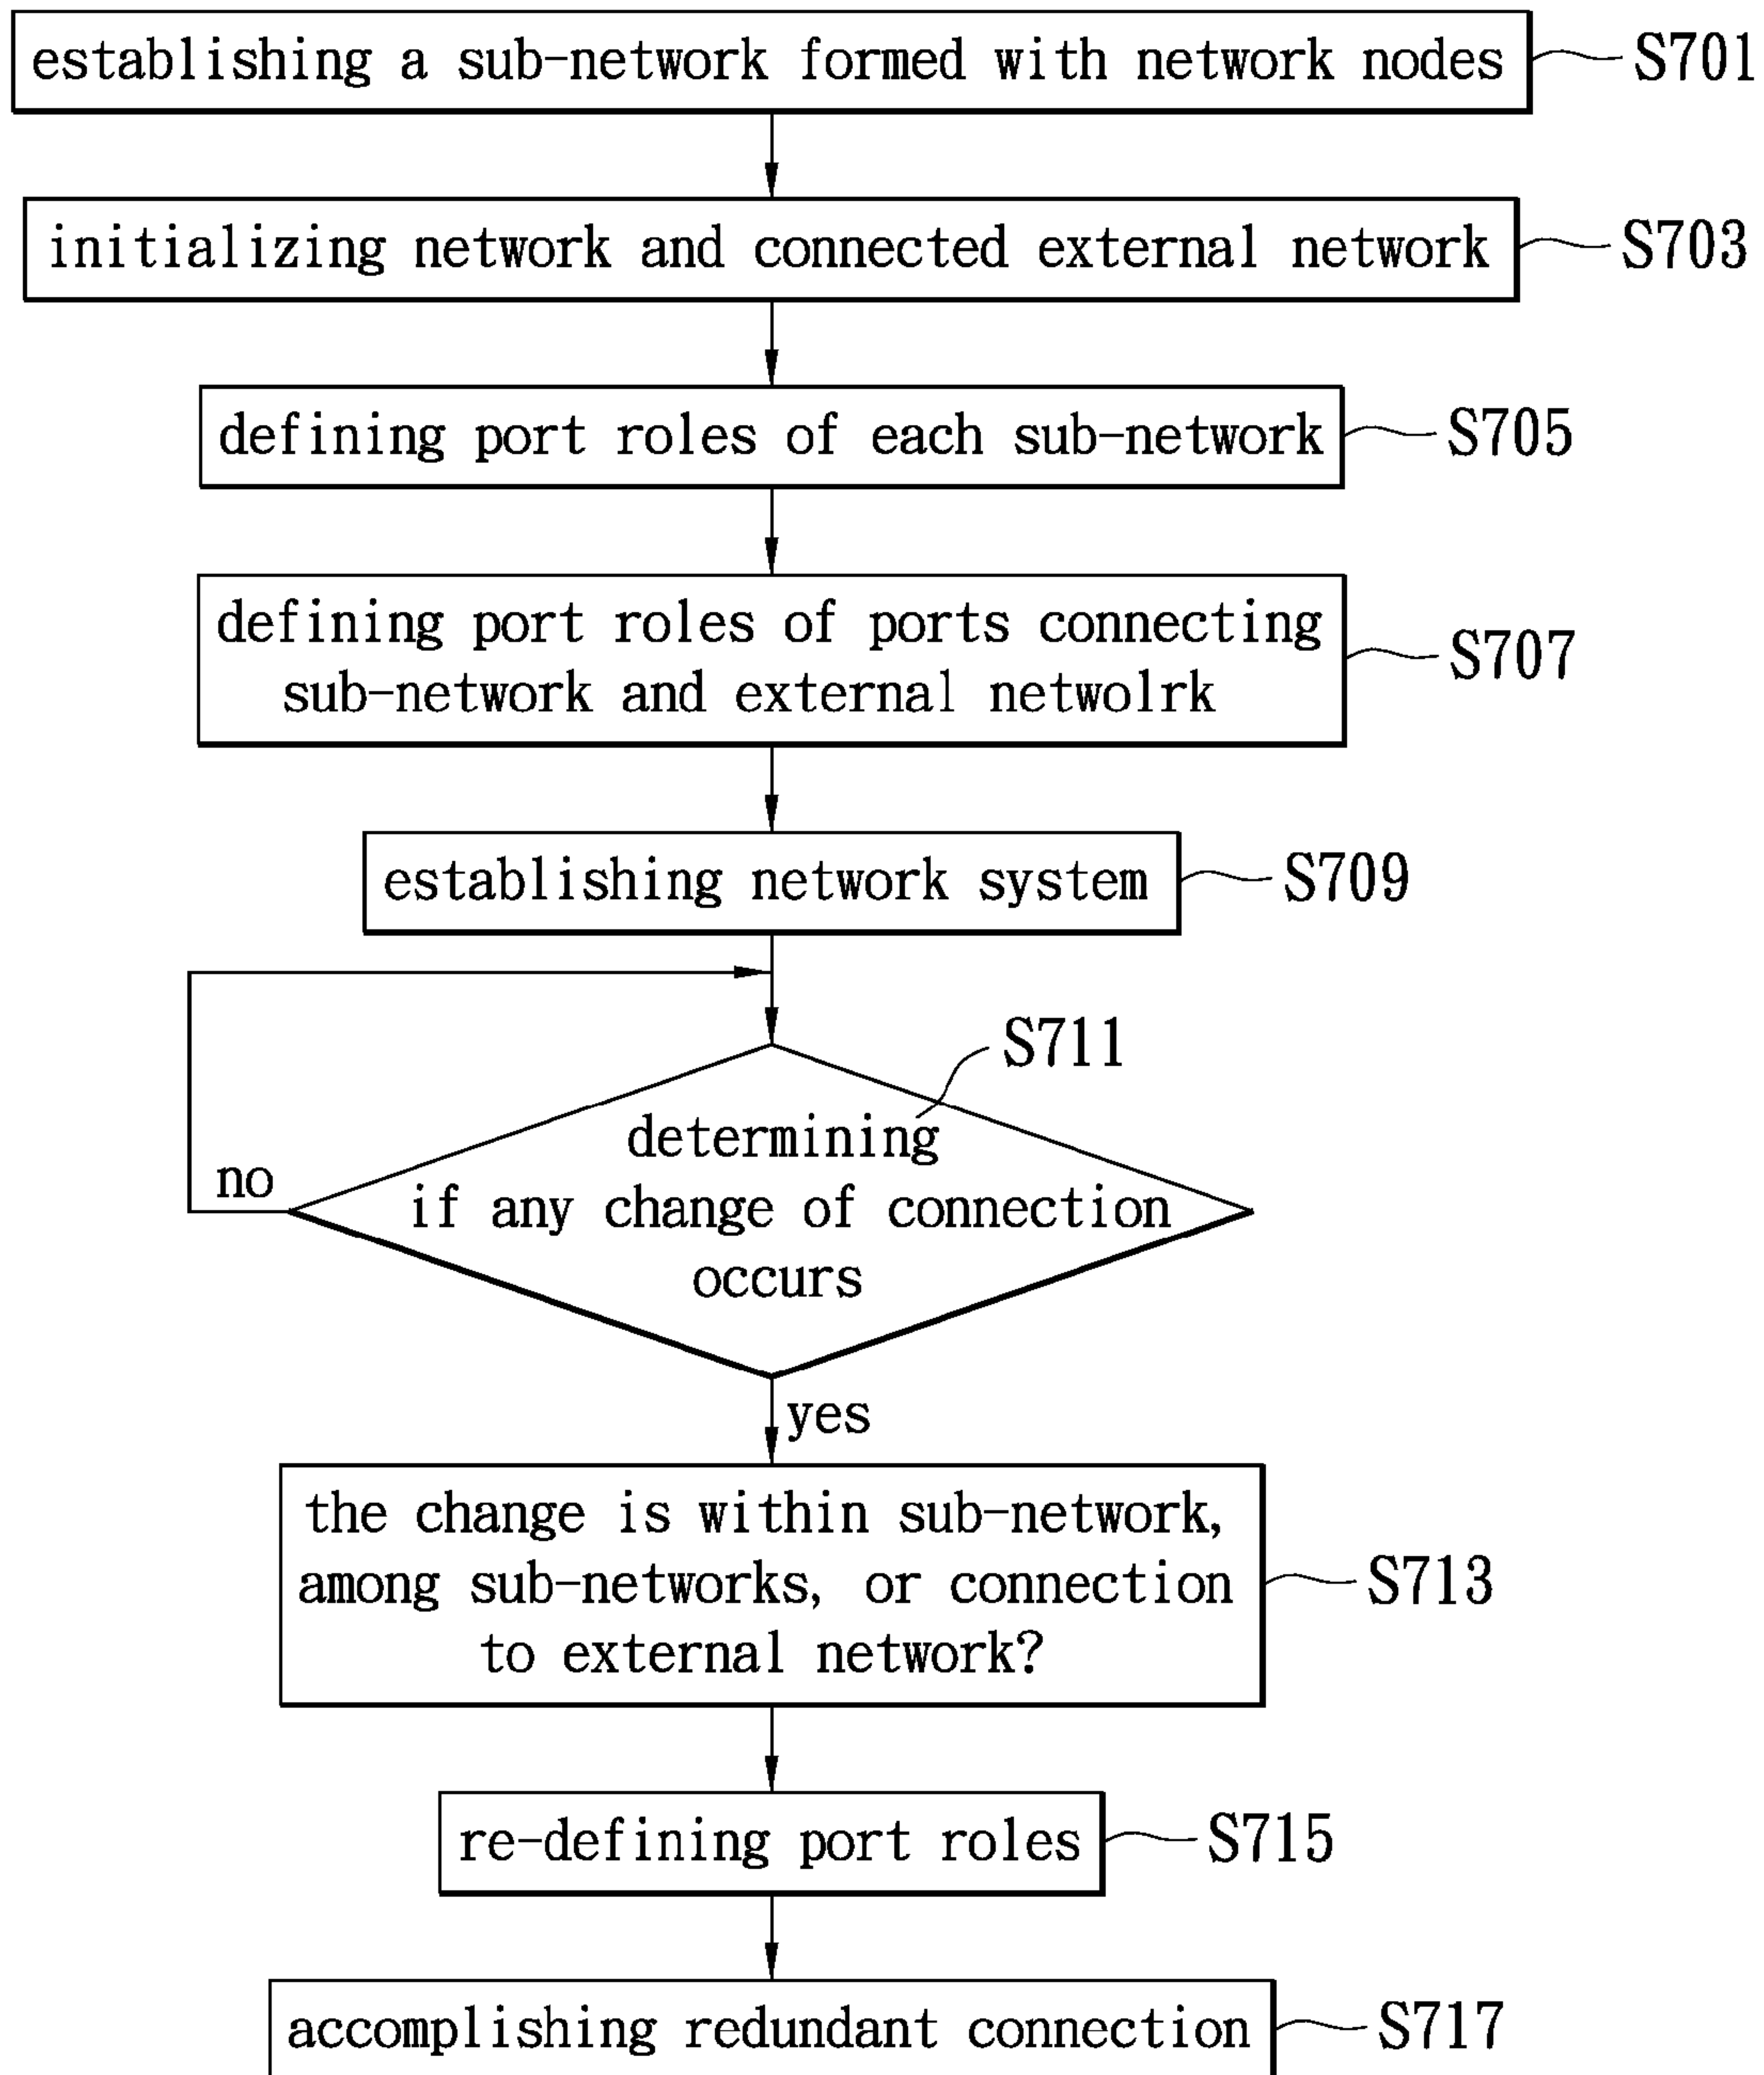 establishing a sub-network formed with network nodes
S701
initializing network and connected external network
S703
defining port roles of each sub-network
S705
defining port roles of ports connecting
sub-network and external netwolrk
S707
establishing network system
S709
S711
determining
if any change of connection
occurs
no
yes
the change is within sub-network,
among sub-networks, or connection
to external network?
S713
re-defining port roles
S715
accomplishing redundant connection
S717